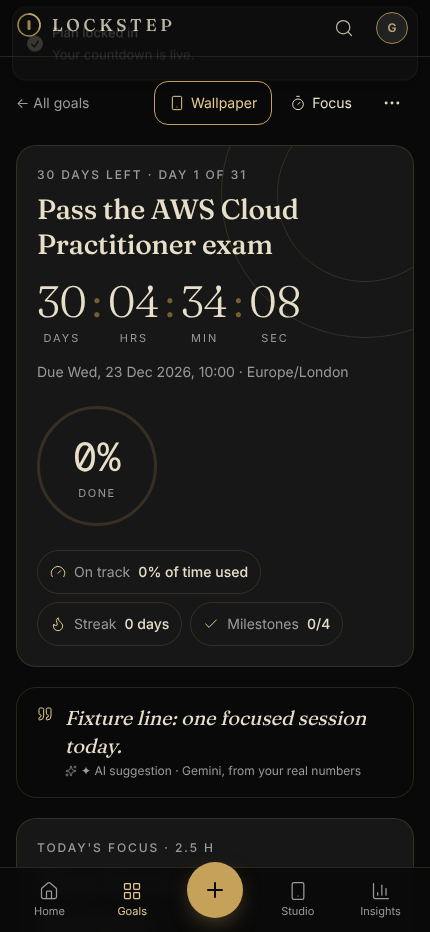 LOCKSTEP
G
Plan locked in
Your countdown is live.
← All goals
Wallpaper
Focus
30 DAYS LEFT · DAY 1 OF 31
Pass the AWS Cloud
Practitioner exam
30 : 04 : 34 : 08
DAYS HRS MIN SEC
Due Wed, 23 Dec 2026, 10:00 · Europe/London
0%
DONE
On track 0% of time used
Streak 0 days
Milestones 0/4
Fixture line: one focused session
today.
✦ AI suggestion · Gemini, from your real numbers
TODAY'S FOCUS · 2.5 H
Home
Goals
+
Studio
Insights